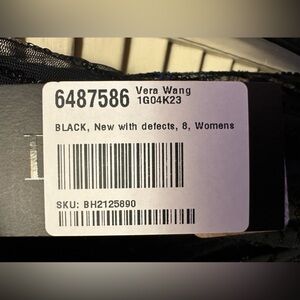 6487586 Vera Wang
1G04K23
BLACK, New with defects, 8, Womens
SKU: BH2125890